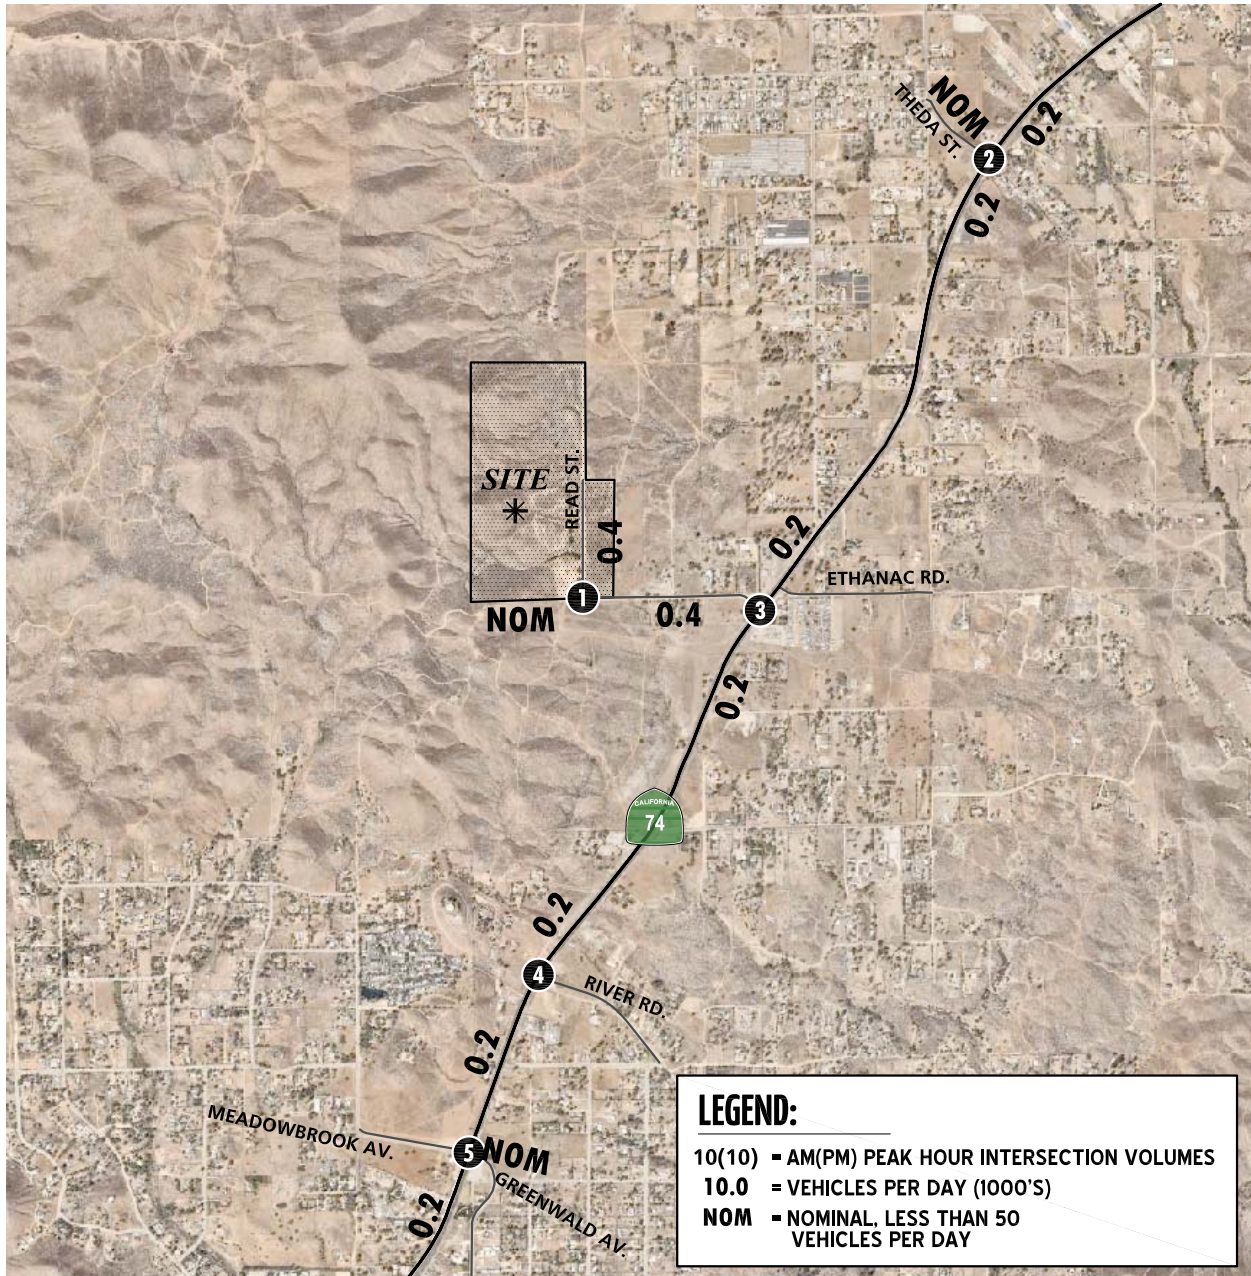 NOM
THEDA ST.
0.2
2
0.2
SITE
READ ST.
0.4
0.2
ETHANAC RD.
1
NOM
0.4
3
0.2
CALIFORNIA
74
0.2
4
RIVER RD.
0.2
MEADOWBROOK AV.
5
NOM
GREENWALD AV.
0.2
LEGEND:
10(10) = AM(PM) PEAK HOUR INTERSECTION VOLUMES
10.0 = VEHICLES PER DAY (1000'S)
NOM = NOMINAL, LESS THAN 50
VEHICLES PER DAY